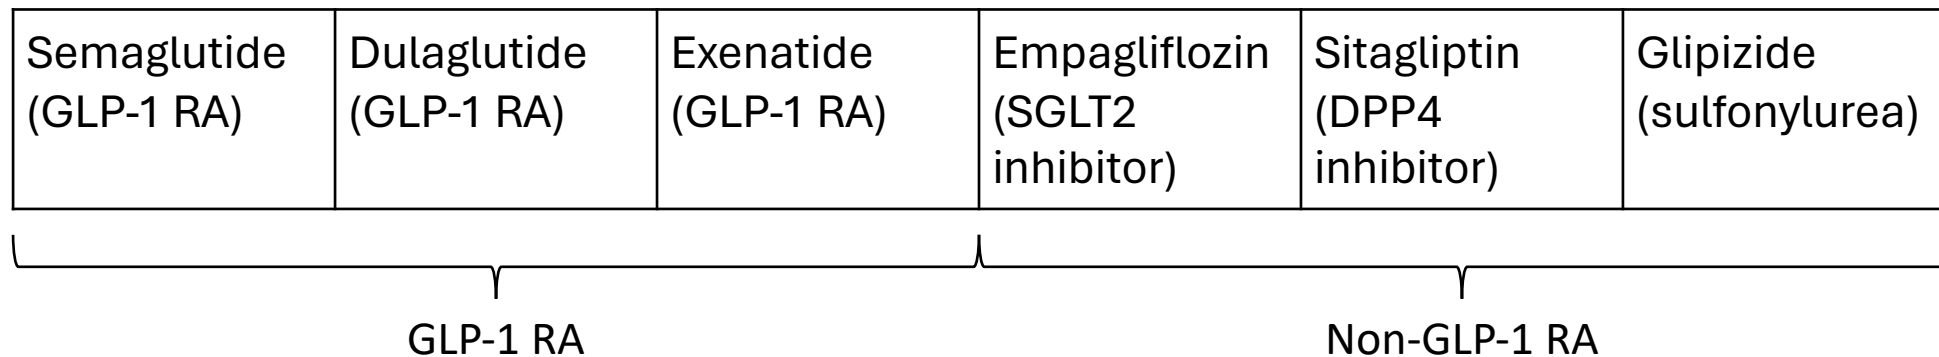 Semaglutide
(GLP-1 RA)
Dulaglutide
(GLP-1 RA)
Exenatide
(GLP-1 RA)
Empagliflozin
(SGLT2
inhibitor)
Sitagliptin
(DPP4
inhibitor)
Glipizide
(sulfonylurea)
GLP-1 RA
Non-GLP-1 RA